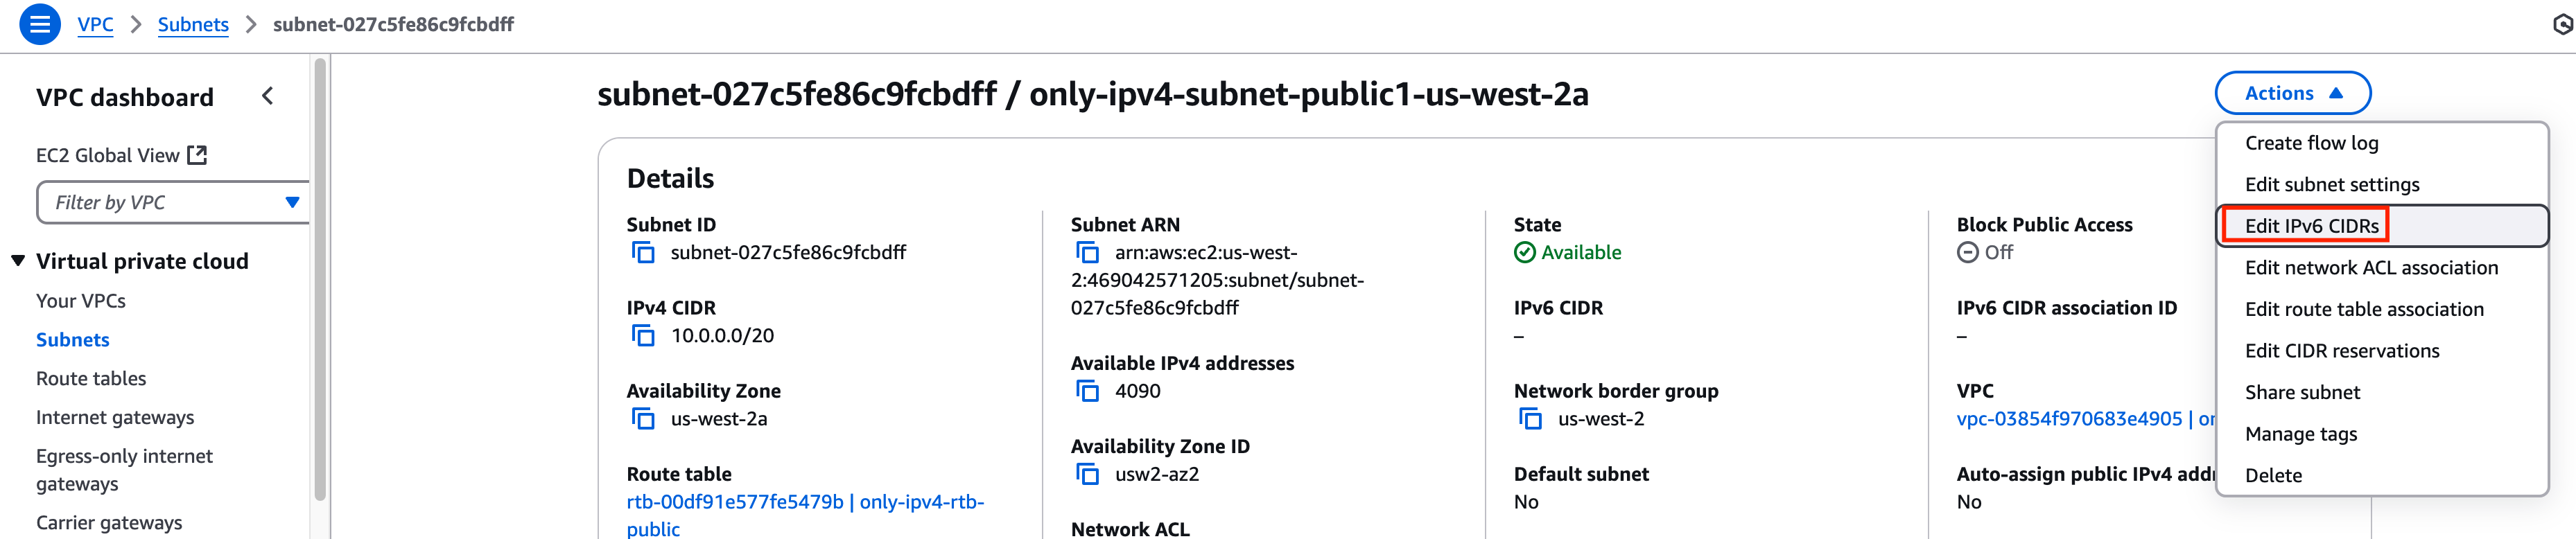 VPC > Subnets > subnet-027c5fe86c9fcbdff
VPC dashboard
EC2 Global View
Filter by VPC
Virtual private cloud
Your VPCs
Subnets
Route tables
Internet gateways
Egress-only internet
gateways
Carrier gateways
subnet-027c5fe86c9fcbdff / only-ipv4-subnet-public1-us-west-2a
Actions
Create flow log
Edit subnet settings
Edit IPv6 CIDRs
Edit network ACL association
Edit route table association
Edit CIDR reservations
Share subnet
Manage tags
Delete
Details
Subnet ID
subnet-027c5fe86c9fcbdff
IPv4 CIDR
10.0.0.0/20
Availability Zone
us-west-2a
Route table
rtb-00df91e577fe5479b | only-ipv4-rtb-
public
Subnet ARN
arn:aws:ec2:us-west-
2:469042571205:subnet/subnet-
027c5fe86c9fcbdff
Available IPv4 addresses
4090
Availability Zone ID
usw2-az2
Network ACL
State
Available
IPv6 CIDR
–
Network border group
us-west-2
Default subnet
No
Block Public Access
Off
IPv6 CIDR association ID
–
VPC
vpc-03854f970683e4905 | or
Auto-assign public IPv4 addr
No